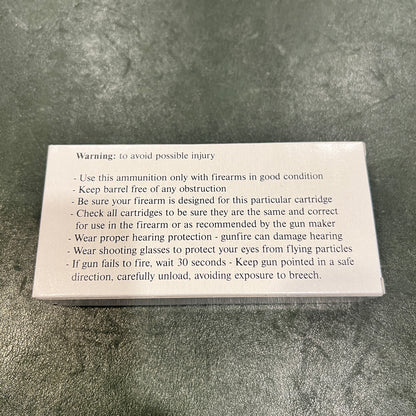 Warning: to avoid possible injury
- Use this ammunition only with firearms in good condition
- Keep barrel free of any obstruction
- Be sure your firearm is designed for this particular cartridge
- Check all cartridges to be sure they are the same and correct
for use in the firearm or as recommended by the gun maker
- Wear proper hearing protection - gunfire can damage hearing
- Wear shooting glasses to protect your eyes from flying particles
- If gun fails to fire, wait 30 seconds - Keep gun pointed in a safe
direction, carefully unload, avoiding exposure to breech.